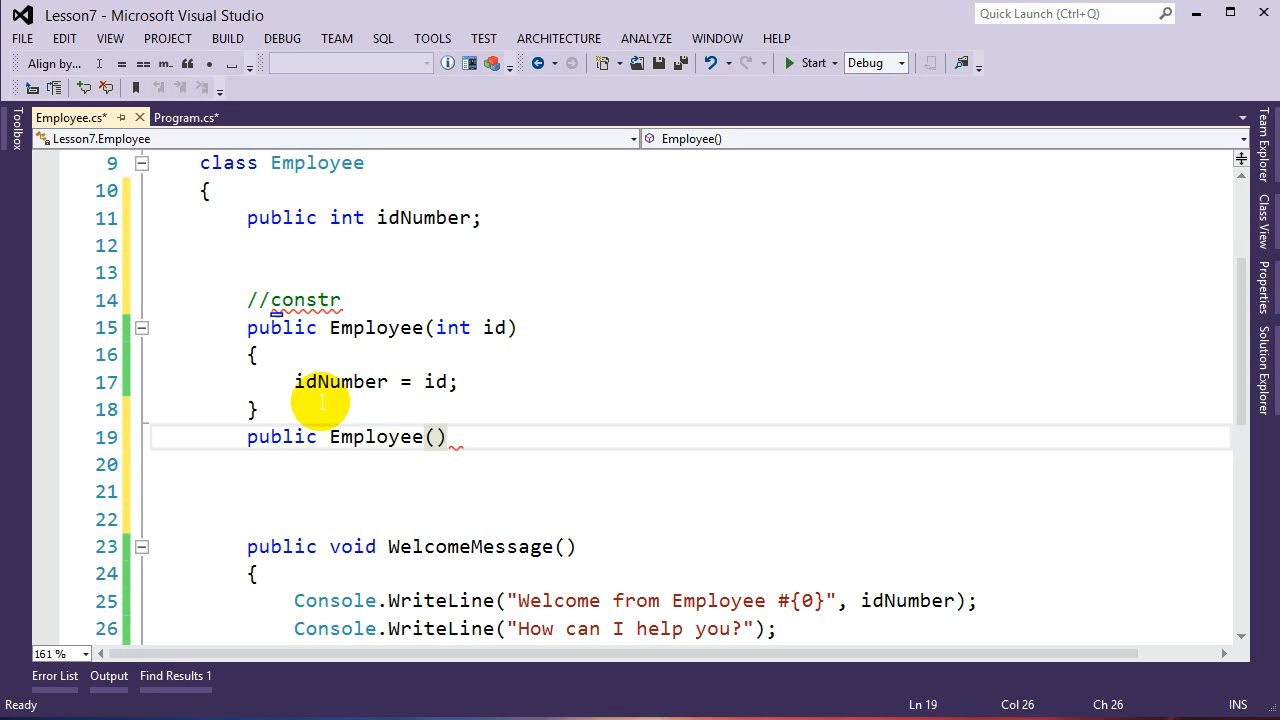 Lesson7 - Microsoft Visual Studio
Quick Launch (Ctrl+Q)
FILE EDIT VIEW PROJECT BUILD DEBUG TEAM SQL TOOLS TEST ARCHITECTURE ANALYZE WINDOW HELP
Align by... Start Debug
Employee.cs* Program.cs*
Lesson7.Employee Employee()
Toolbox
9 class Employee
10 {
11 public int idNumber;
12
13
14 //constr
15 public Employee(int id)
16 {
17 idNumber = id;
18 }
19 public Employee()
20
21
22
23 public void WelcomeMessage()
24 {
25 Console.WriteLine("Welcome from Employee #{0}", idNumber);
26 Console.WriteLine("How can I help you?");
Team Explorer
Class View
Properties
Solution Explorer
161 %
Error List Output Find Results 1
Ready Ln 19 Col 26 Ch 26 INS